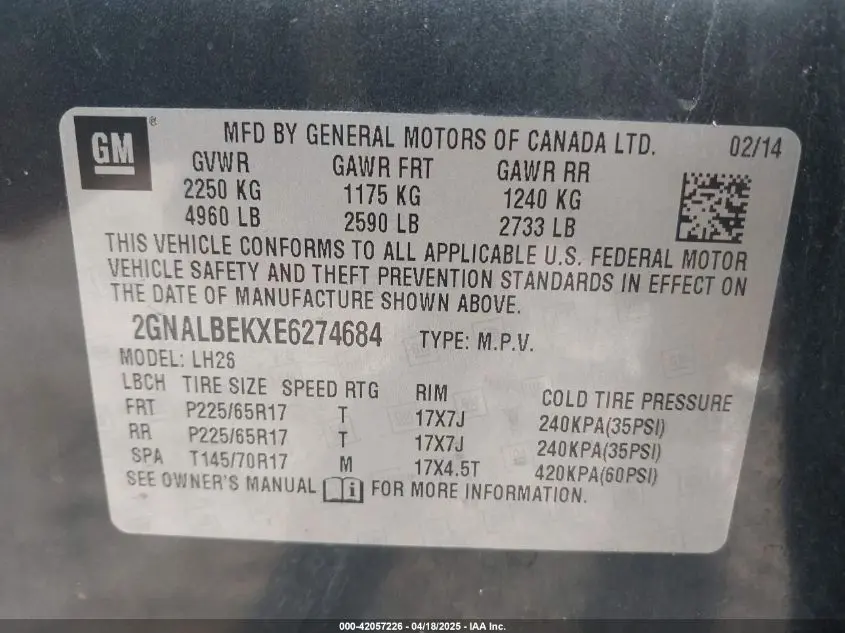 GM ®
MFD BY GENERAL MOTORS OF CANADA LTD. 02/14
GVWR GAWR FRT GAWR RR
2250 KG 1175 KG 1240 KG
4960 LB 2590 LB 2733 LB
THIS VEHICLE CONFORMS TO ALL APPLICABLE U.S. FEDERAL MOTOR
VEHICLE SAFETY AND THEFT PREVENTION STANDARDS IN EFFECT ON
THE DATE OF MANUFACTURE SHOWN ABOVE.
2GNALBEKXE6274684 TYPE: M.P.V.
MODEL: LH26
LBCH TIRE SIZE SPEED RTG RIM COLD TIRE PRESSURE
FRT P225/65R17 T 17X7J 240KPA(35PSI)
RR P225/65R17 T 17X7J 240KPA(35PSI)
SPA T145/70R17 M 17X4.5T 420KPA(60PSI)
SEE OWNER'S MANUAL i FOR MORE INFORMATION.
000-42057226 - 04/18/2025 - IAA Inc.